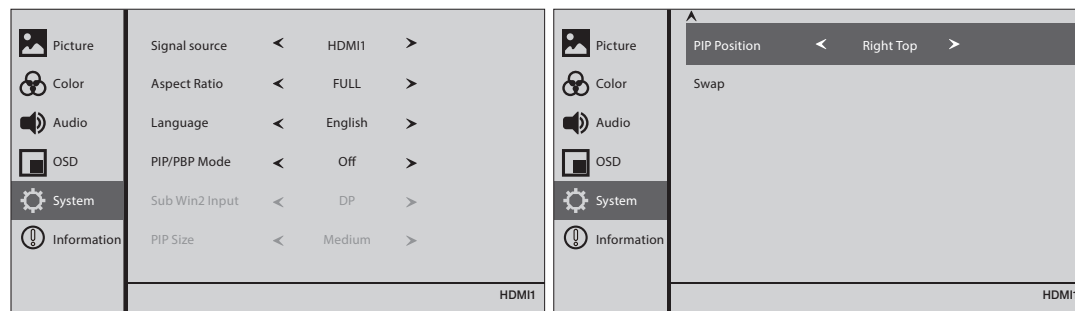 Picture
Color
Audio
OSD
System
Information
Signal source HDMI1
Aspect Ratio FULL
Language English
PIP/PBP Mode Off
Sub Win2 Input DP
PIP Size Medium
HDMI1
Picture
Color
Audio
OSD
System
Information
PIP Position Right Top
Swap
HDMI1